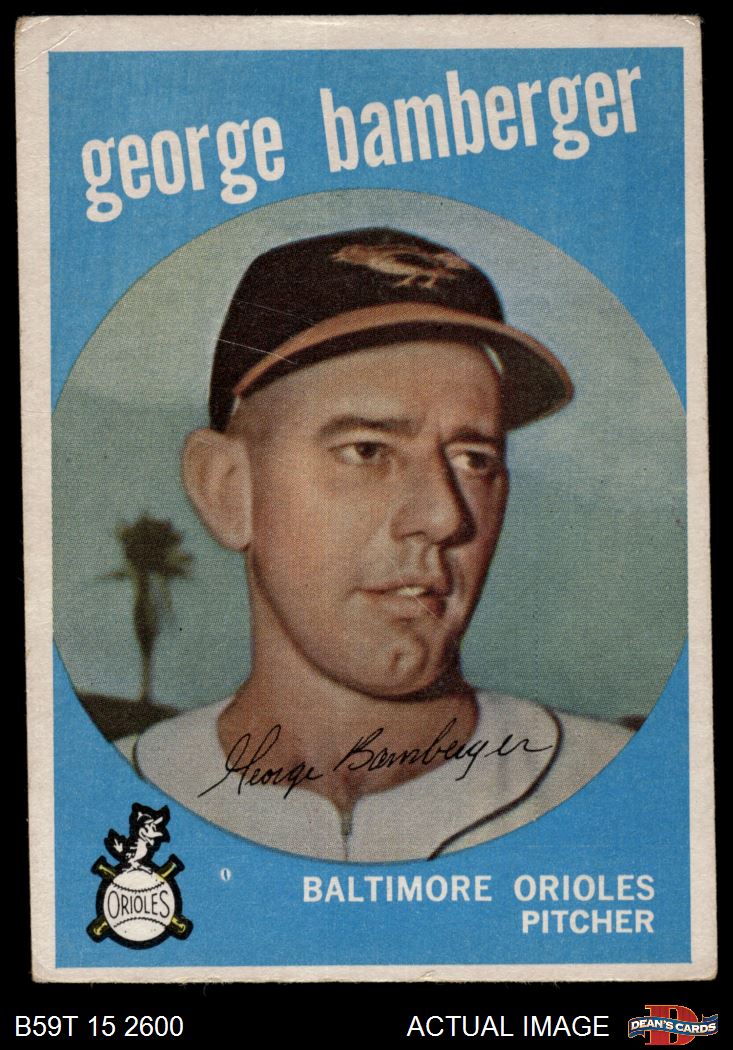 george bamberger
George Bamberger
ORIOLES
BALTIMORE ORIOLES
PITCHER
B59T 15 2600
ACTUAL IMAGE
D
DEAN'S CARDS